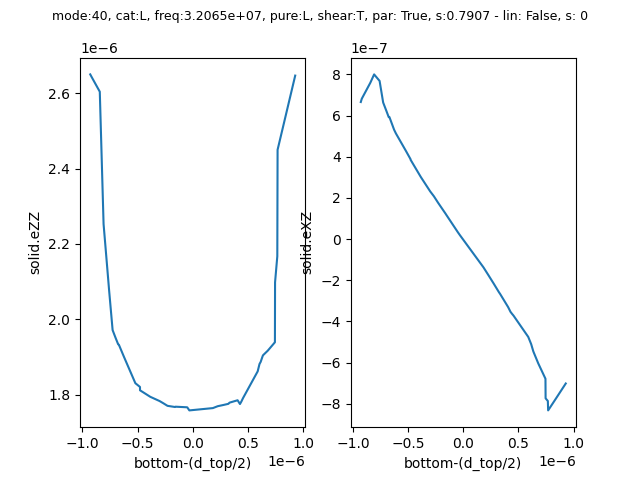 mode:40, cat:L, freq:3.2065e+07, pure:L, shear:T, par: True, s:0.7907 - lin: False, s: 0
1e−6
2.6
2.4
2.2
2.0
1.8
solid.eZZ
−1.0
−0.5
0.0
0.5
1.0
bottom-(d_top/2)
1e−6
1e−7
8
6
4
2
0
−2
−4
−6
−8
solid.eXZ
−1.0
−0.5
0.0
0.5
1.0
bottom-(d_top/2)
1e−6